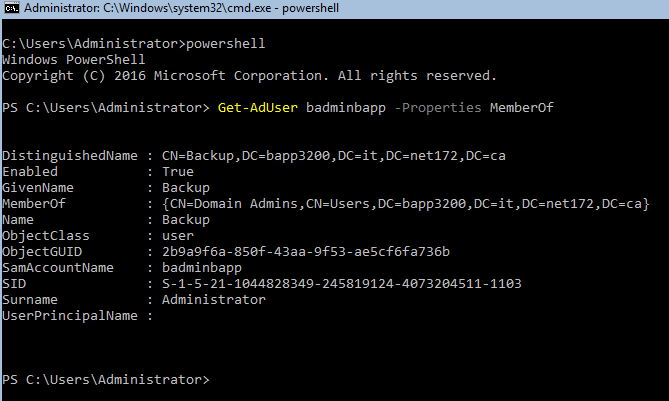 Administrator: C:\Windows\system32\cmd.exe - powershell
C:\Users\Administrator>powershell
Windows PowerShell
Copyright (C) 2016 Microsoft Corporation. All rights reserved.
PS C:\Users\Administrator> Get-AdUser badminbapp -Properties MemberOf
DistinguishedName : CN=Backup,DC=bapp3200,DC=it,DC=net172,DC=ca
Enabled           : True
GivenName         : Backup
MemberOf          : {CN=Domain Admins,CN=Users,DC=bapp3200,DC=it,DC=net172,DC=ca}
Name              : Backup
ObjectClass       : user
ObjectGUID        : 2b9a9f6a-850f-43aa-9f53-ae5cf6fa736b
SamAccountName    : badminbapp
SID               : S-1-5-21-1044828349-245819124-4073204511-1103
Surname           : Administrator
UserPrincipalName :
PS C:\Users\Administrator>